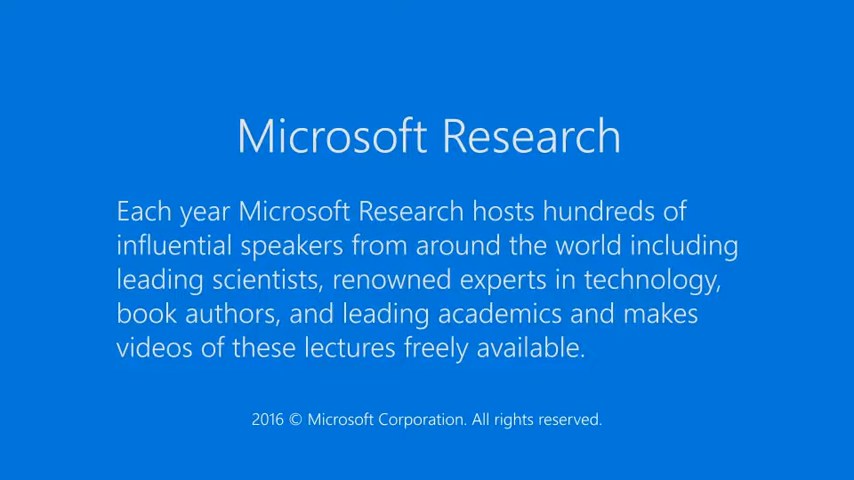 Microsoft Research
Each year Microsoft Research hosts hundreds of
influential speakers from around the world including
leading scientists, renowned experts in technology,
book authors, and leading academics and makes
videos of these lectures freely available.
2016 © Microsoft Corporation. All rights reserved.